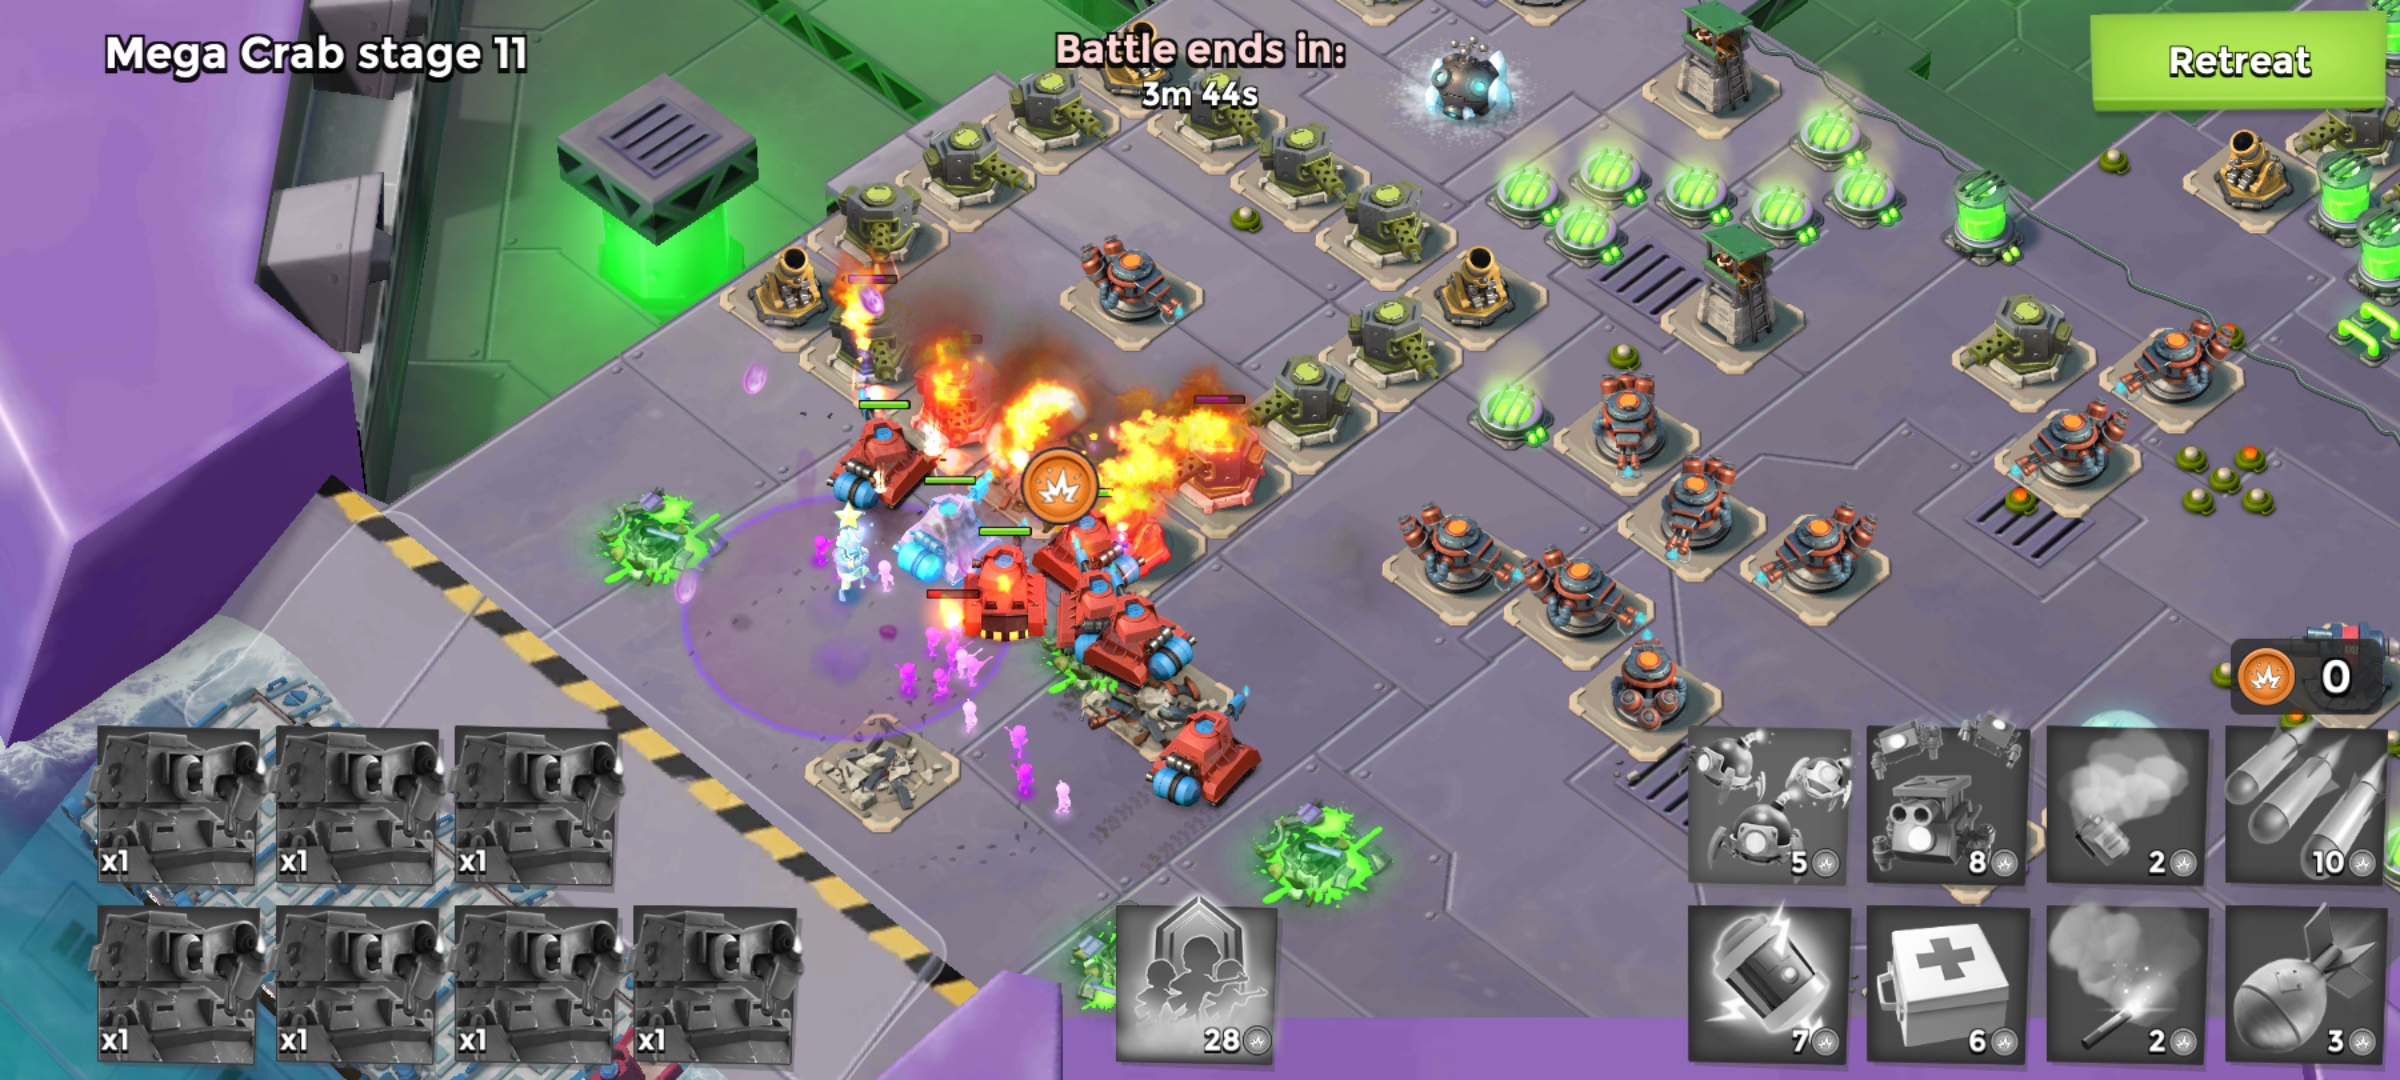 Mega Crab stage 11
Battle ends in:
3m 44s
Retreat
0
x1
x1
x1
5
8
2
10
x1
x1
x1
x1
28
7
6
2
3